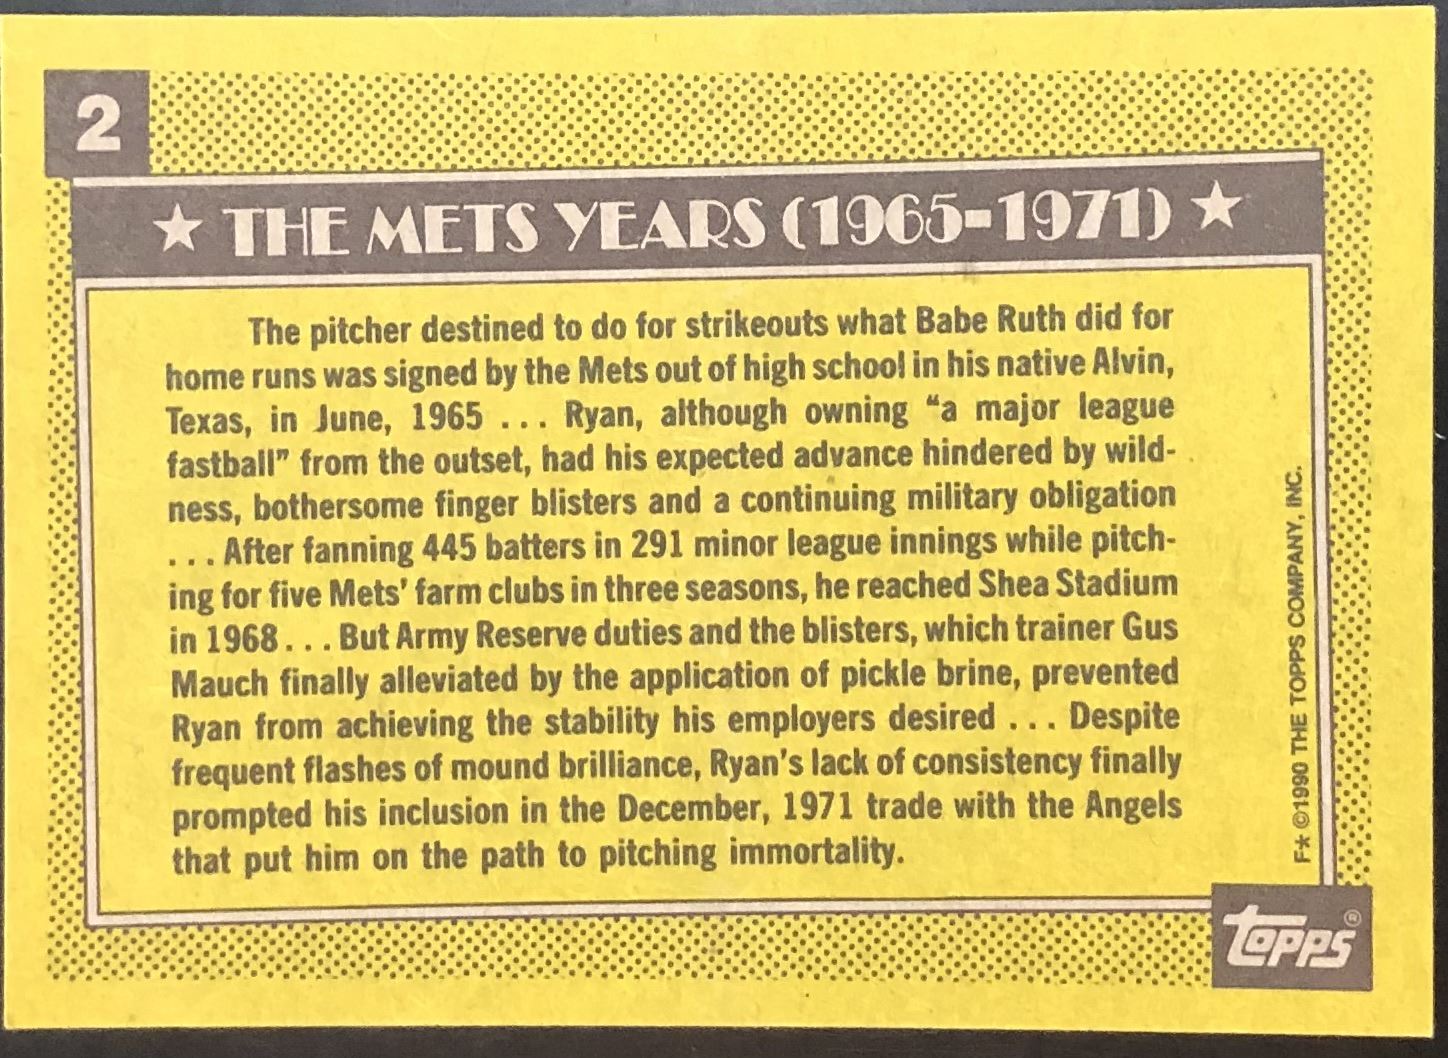 2
★ THE METS YEARS (1965-1971) ★
The pitcher destined to do for strikeouts what Babe Ruth did for
home runs was signed by the Mets out of high school in his native Alvin,
Texas, in June, 1965 ... Ryan, although owning “a major league
fastball” from the outset, had his expected advance hindered by wild-
ness, bothersome finger blisters and a continuing military obligation
... After fanning 445 batters in 291 minor league innings while pitch-
ing for five Mets’ farm clubs in three seasons, he reached Shea Stadium
in 1968 ... But Army Reserve duties and the blisters, which trainer Gus
Mauch finally alleviated by the application of pickle brine, prevented
Ryan from achieving the stability his employers desired ... Despite
frequent flashes of mound brilliance, Ryan’s lack of consistency finally
prompted his inclusion in the December, 1971 trade with the Angels
that put him on the path to pitching immortality.
F★ ©1990 THE TOPPS COMPANY, INC.
topps®